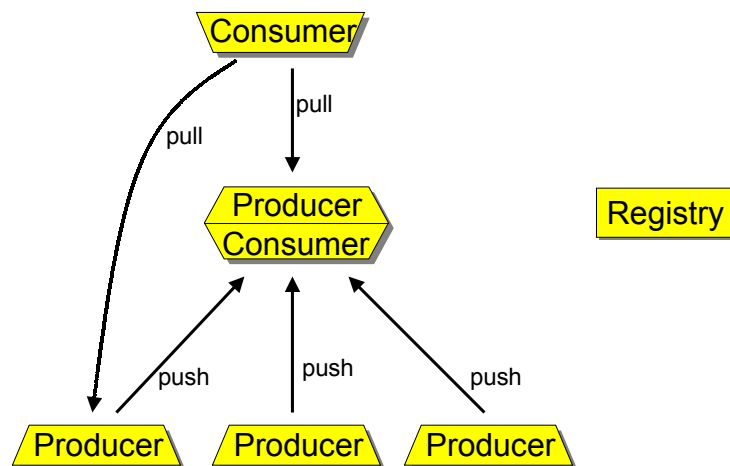 Consumer
pull
pull
Producer
Consumer
Registry
push
push
push
Producer
Producer
Producer